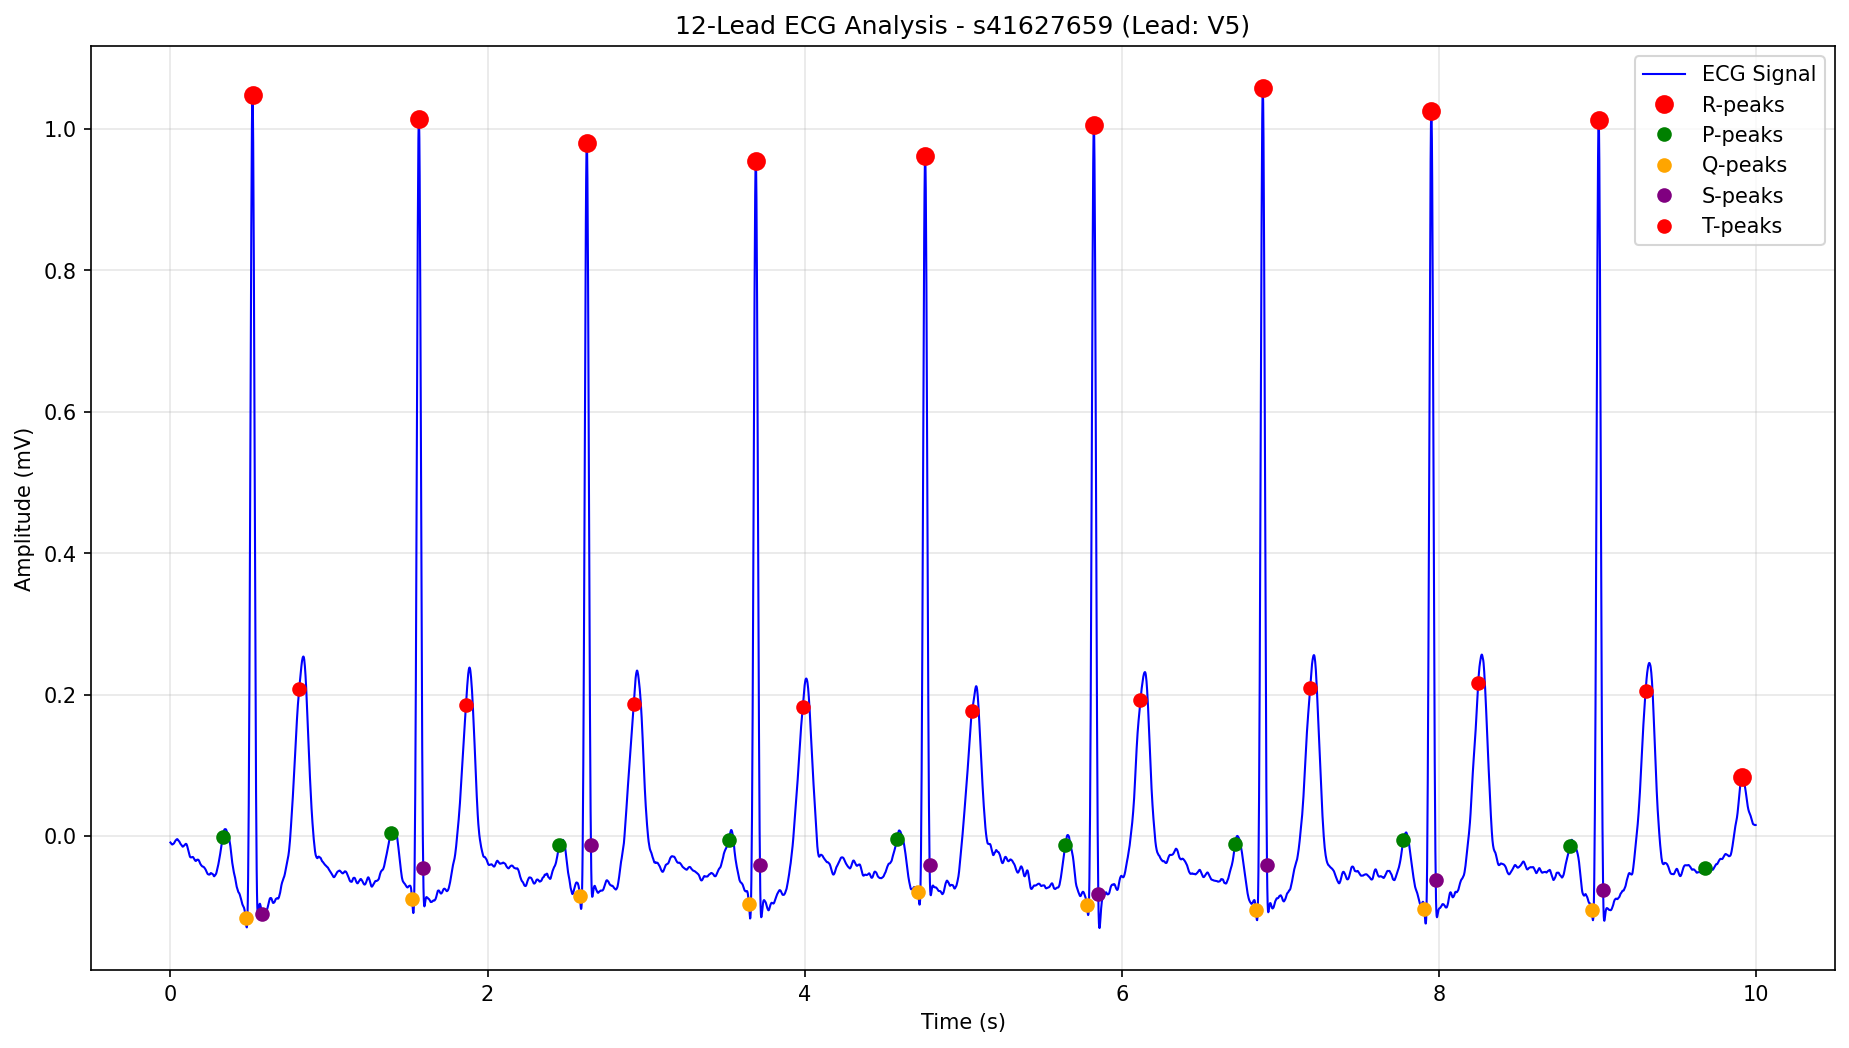 12-Lead ECG Analysis - s41627659 (Lead: V5)
ECG Signal
R-peaks
P-peaks
Q-peaks
S-peaks
T-peaks
Amplitude (mV)
1.0
0.8
0.6
0.4
0.2
0.0
0 2 4 6 8 10
Time (s)